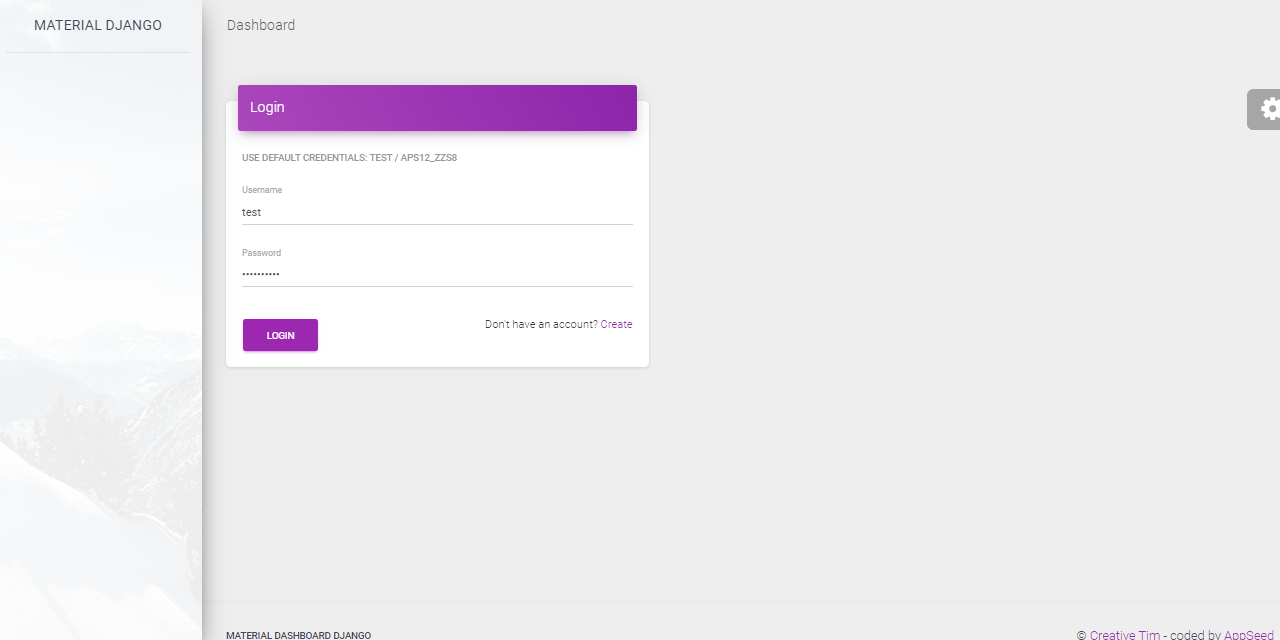 MATERIAL DJANGO
Dashboard
Login
USE DEFAULT CREDENTIALS: TEST / APS12_ZZS8
Username
test
Password
••••••••••
LOGIN
Don't have an account? Create
MATERIAL DASHBOARD DJANGO
© Creative Tim - coded by AppSeed